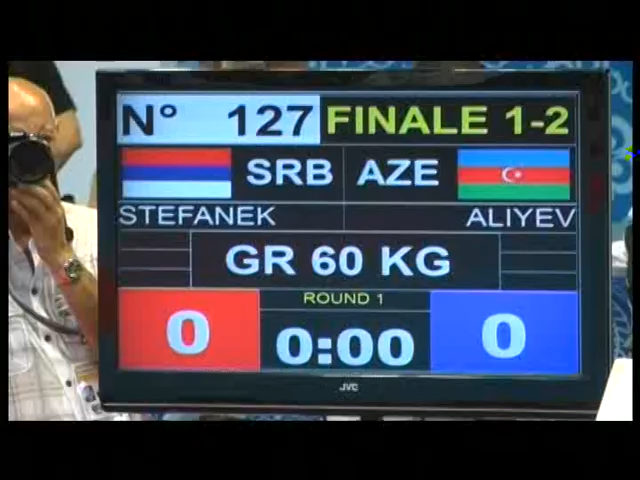 N° 127 FINALE 1-2
SRB AZE
STEFANEK ALIYEV
GR 60 KG
ROUND 1
0 0:00 0
JVC